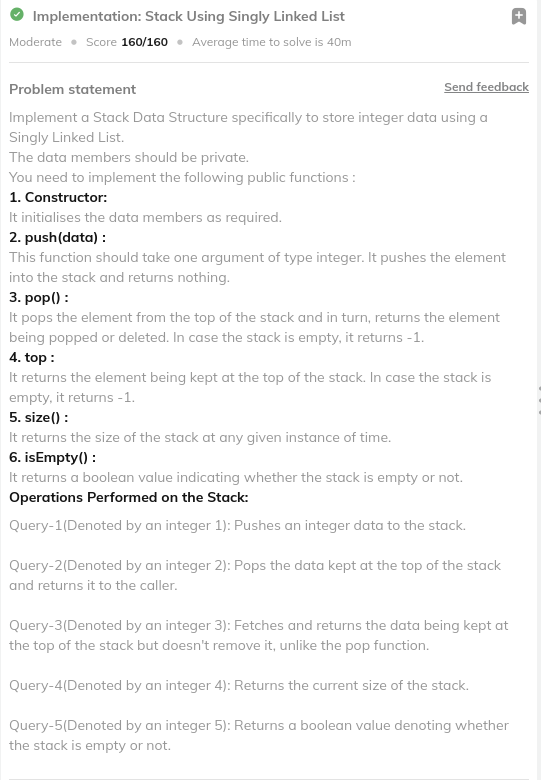 Implementation: Stack Using Singly Linked List
Moderate • Score 160/160 • Average time to solve is 40m
Problem statement
Send feedback
Implement a Stack Data Structure specifically to store integer data using a
Singly Linked List.
The data members should be private.
You need to implement the following public functions :
1. Constructor:
It initialises the data members as required.
2. push(data) :
This function should take one argument of type integer. It pushes the element
into the stack and returns nothing.
3. pop() :
It pops the element from the top of the stack and in turn, returns the element
being popped or deleted. In case the stack is empty, it returns -1.
4. top :
It returns the element being kept at the top of the stack. In case the stack is
empty, it returns -1.
5. size() :
It returns the size of the stack at any given instance of time.
6. isEmpty() :
It returns a boolean value indicating whether the stack is empty or not.
Operations Performed on the Stack:
Query-1(Denoted by an integer 1): Pushes an integer data to the stack.
Query-2(Denoted by an integer 2): Pops the data kept at the top of the stack
and returns it to the caller.
Query-3(Denoted by an integer 3): Fetches and returns the data being kept at
the top of the stack but doesn't remove it, unlike the pop function.
Query-4(Denoted by an integer 4): Returns the current size of the stack.
Query-5(Denoted by an integer 5): Returns a boolean value denoting whether
the stack is empty or not.